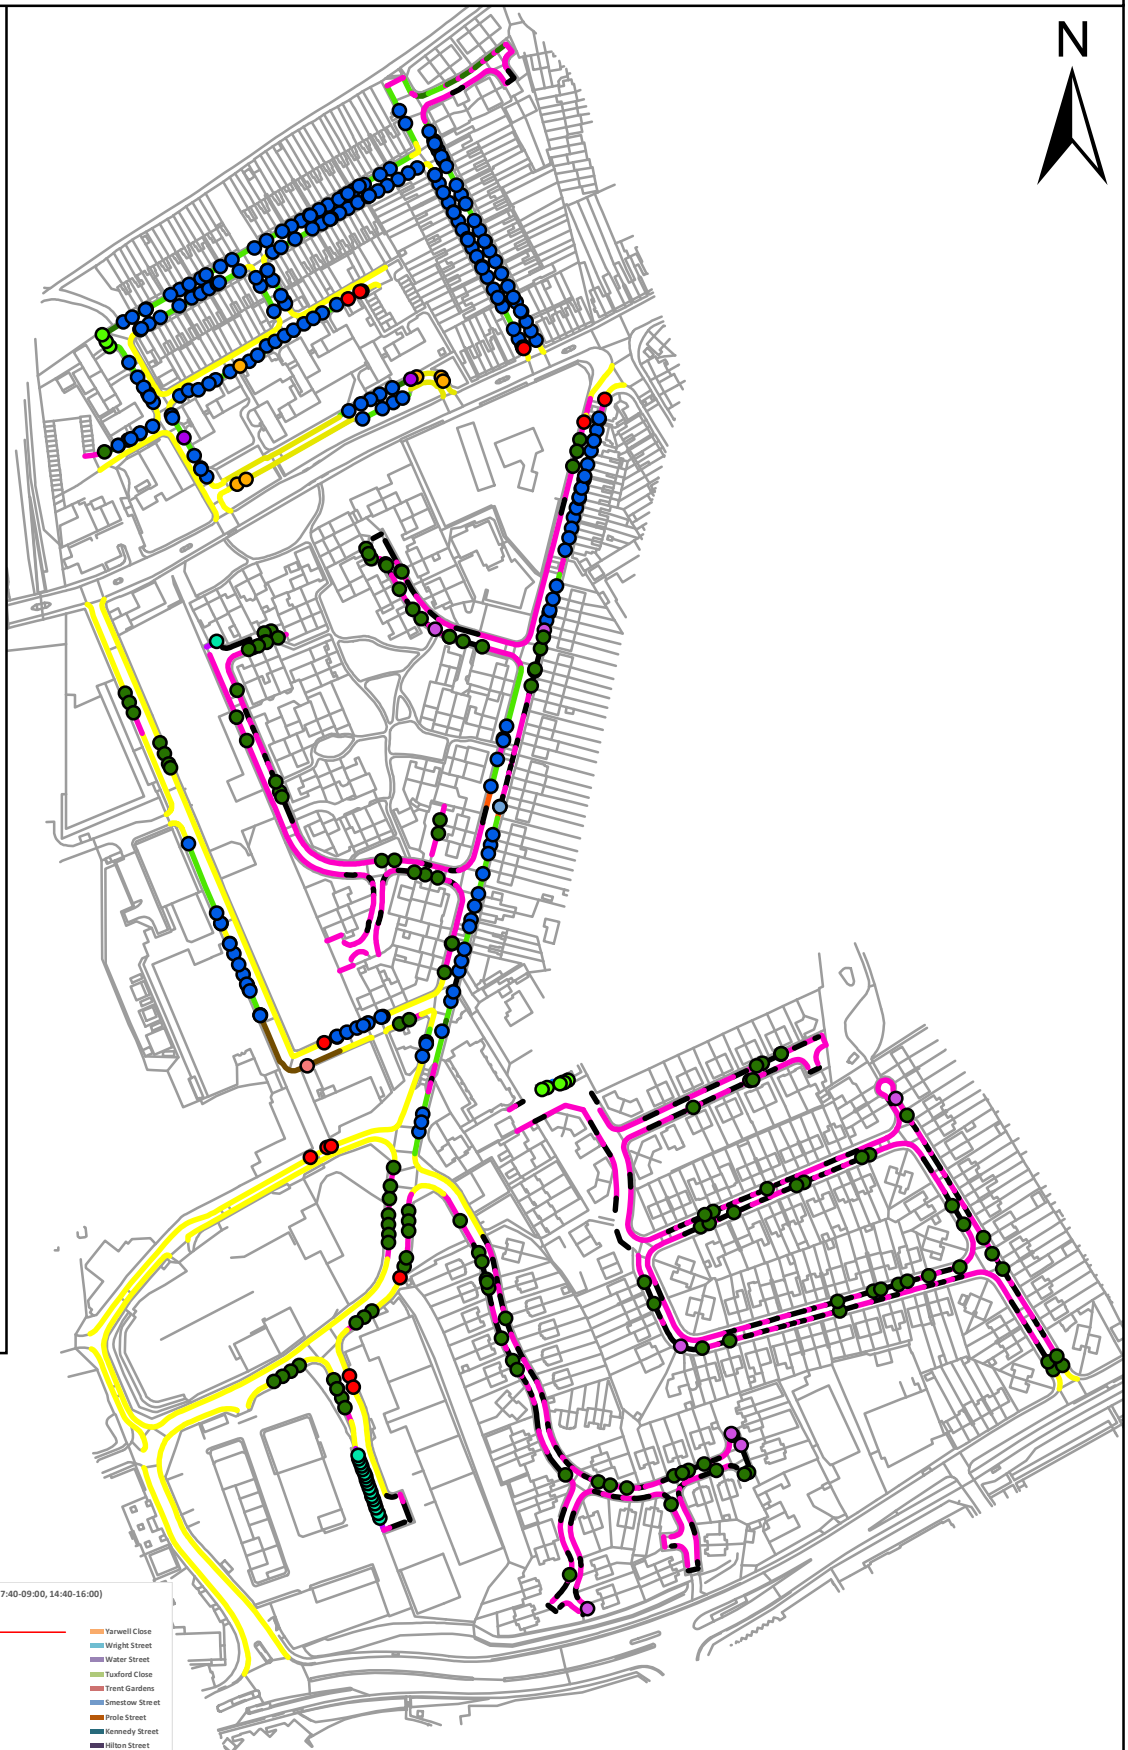 N
7:40-09:00, 14:40-16:00)
Yarwell Close
Wright Street
Water Street
Tuxford Close
Trent Gardens
Smestow Street
Prole Street
Kennedy Street
Hilton Street